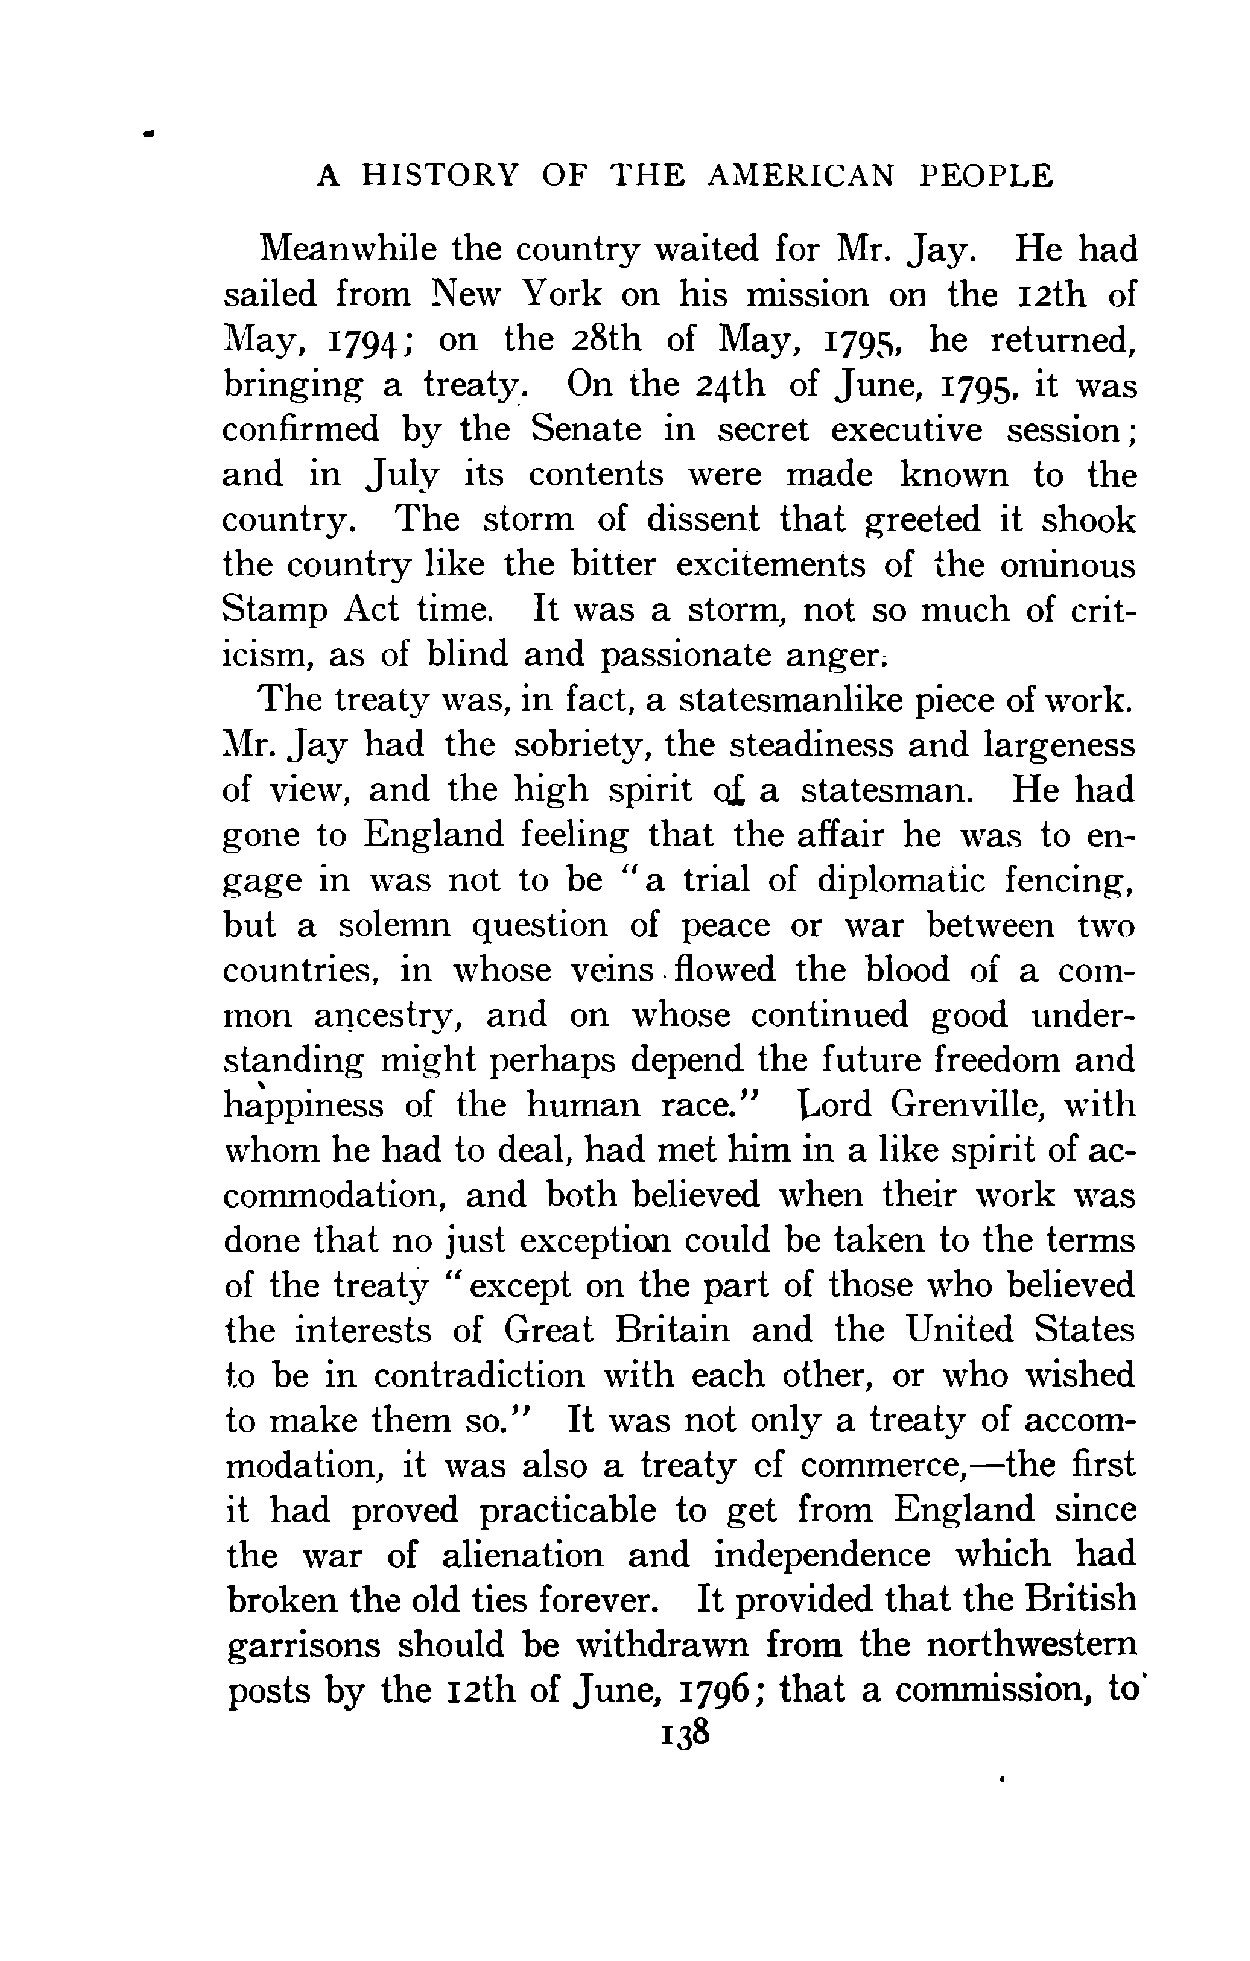 A HISTORY OF THE AMERICAN PEOPLE
Meanwhile the country waited for Mr. Jay. He had
sailed from New York on his mission on the 12th of
May, 1794; on the 28th of May, 1795, he returned,
bringing a treaty. On the 24th of June, 1795, it was
confirmed by the Senate in secret executive session;
and in July its contents were made known to the
country. The storm of dissent that greeted it shook
the country like the bitter excitements of the ominous
Stamp Act time. It was a storm, not so much of crit-
icism, as of blind and passionate anger.
The treaty was, in fact, a statesmanlike piece of work.
Mr. Jay had the sobriety, the steadiness and largeness
of view, and the high spirit of a statesman. He had
gone to England feeling that the affair he was to en-
gage in was not to be "a trial of diplomatic fencing,
but a solemn question of peace or war between two
countries, in whose veins flowed the blood of a com-
mon ancestry, and on whose continued good under-
standing might perhaps depend the future freedom and
happiness of the human race." Lord Grenville, with
whom he had to deal, had met him in a like spirit of ac-
commodation, and both believed when their work was
done that no just exception could be taken to the terms
of the treaty "except on the part of those who believed
the interests of Great Britain and the United States
to be in contradiction with each other, or who wished
to make them so." It was not only a treaty of accom-
modation, it was also a treaty of commerce,—the first
it had proved practicable to get from England since
the war of alienation and independence which had
broken the old ties forever. It provided that the British
garrisons should be withdrawn from the northwestern
posts by the 12th of June, 1796; that a commission, to
138